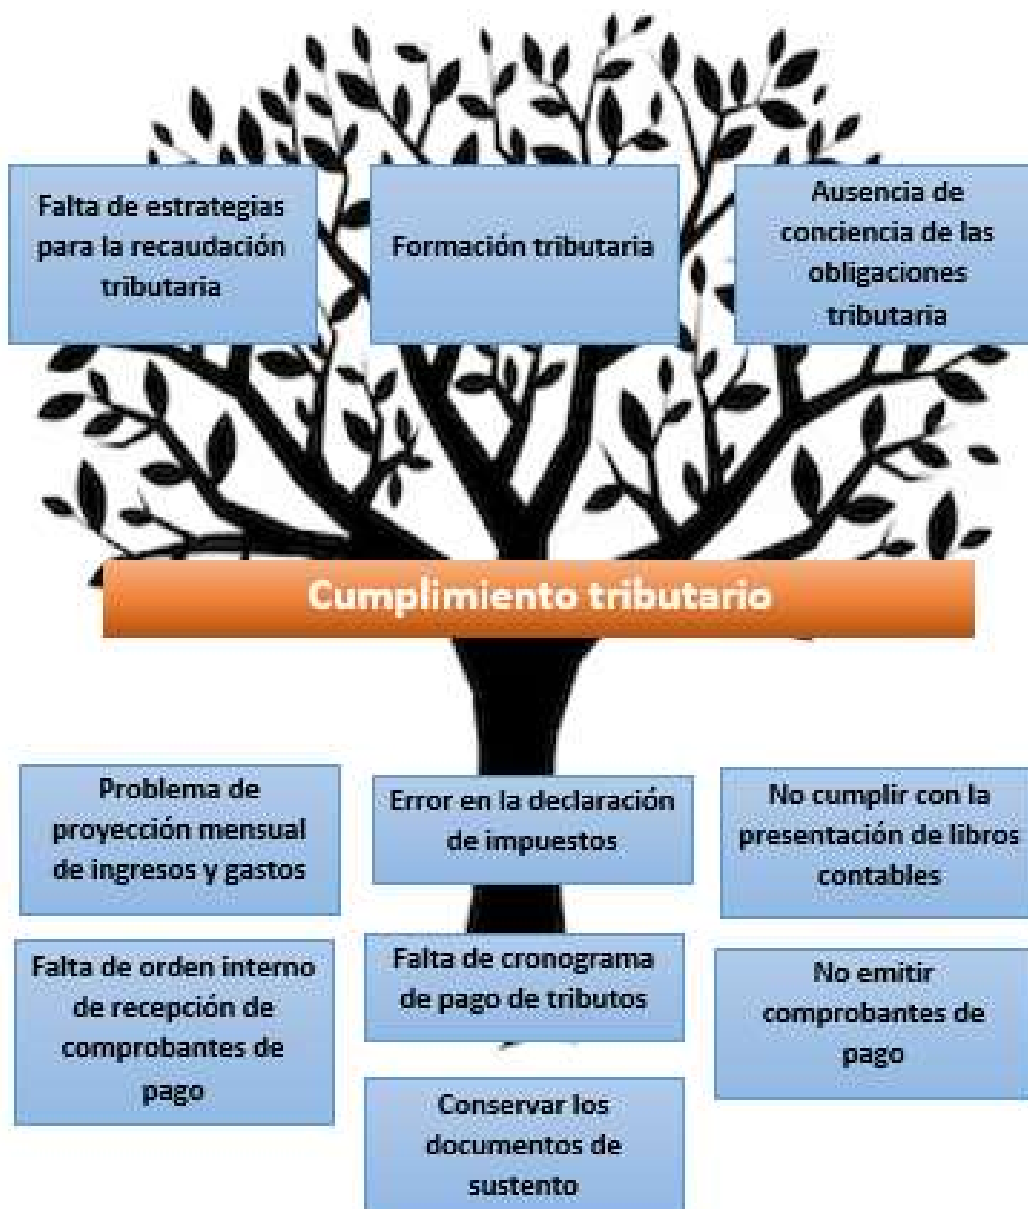 Falta de estrategias
para la recaudación
tributaria
Formación tributaria
Ausencia de
conciencia de las
obligaciones
tributaria
Cumplimiento tributario
Problema de
proyección mensual
de ingresos y gastos
Error en la declaración
de impuestos
No cumplir con la
presentación de libros
contables
Falta de orden interno
de recepción de
comprobantes de
pago
Falta de cronograma
de pago de tributos
No emitir
comprobantes de
pago
Conservar los
documentos de
sustento